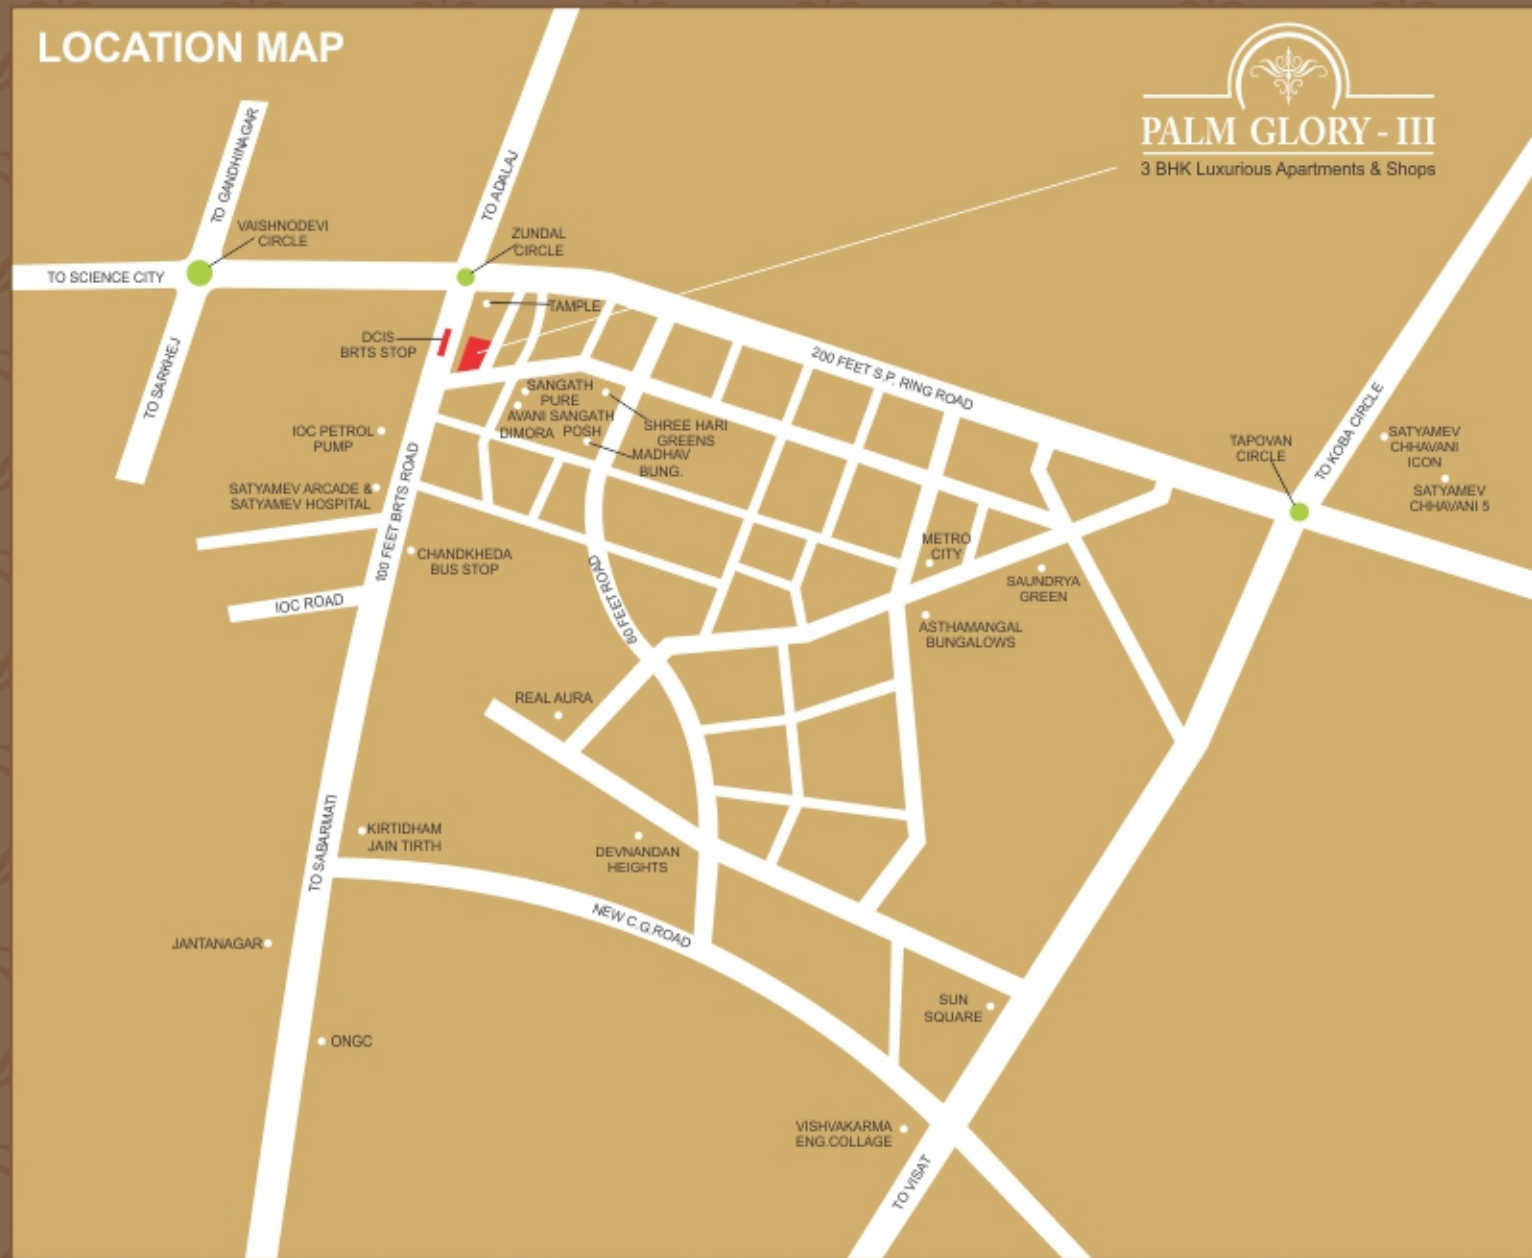 LOCATION MAP
PALM GLORY - III
3 BHK Luxurious Apartments & Shops
TO GANDHINAGAR
TO ADALAJ
VAISHNODEVI
CIRCLE
ZUNDAL
CIRCLE
TO SCIENCE CITY
TAMPLE
DCIS
BRTS STOP
TO SARKHEJ
200 FEET S.P. RING ROAD
SANGATH
PURE
AVANI
DIMORA
SANGATH
POSH
SHREE HARI
GREENS
MADHAV
BUNG.
IOC PETROL
PUMP
SATYAMEV ARCADE &
SATYAMEV HOSPITAL
100 FEET BRTS ROAD
TAPOVAN
CIRCLE
TO KOBA CIRCLE
SATYAMEV
CHHAVANI
ICON
SATYAMEV
CHHAVANI 5
CHANDKHEDA
BUS STOP
METRO
CITY
SAUNDRYA
GREEN
IOC ROAD
80 FEET ROAD
ASTHAMANGAL
BUNGALOWS
REAL AURA
KIRTIDHAM
JAIN TIRTH
TO SABARMATI
DEVNANDAN
HEIGHTS
NEW C.G.ROAD
JANTANAGAR
SUN
SQUARE
ONGC
VISHVAKARMA
ENG.COLLAGE
TO VISAT